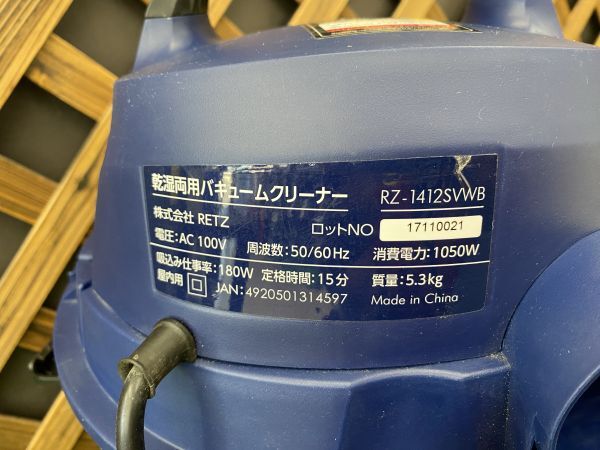 乾湿両用バキュームクリーナー RZ-1412SVWB
株式会社 RETZ ロットNO 17110021
電圧:AC 100V 周波数:50/60Hz 消費電力:1050W
吸込み仕事率:180W 定格時間:15分 質量:5.3kg
屋内用 JAN:4920501314597 Made in China